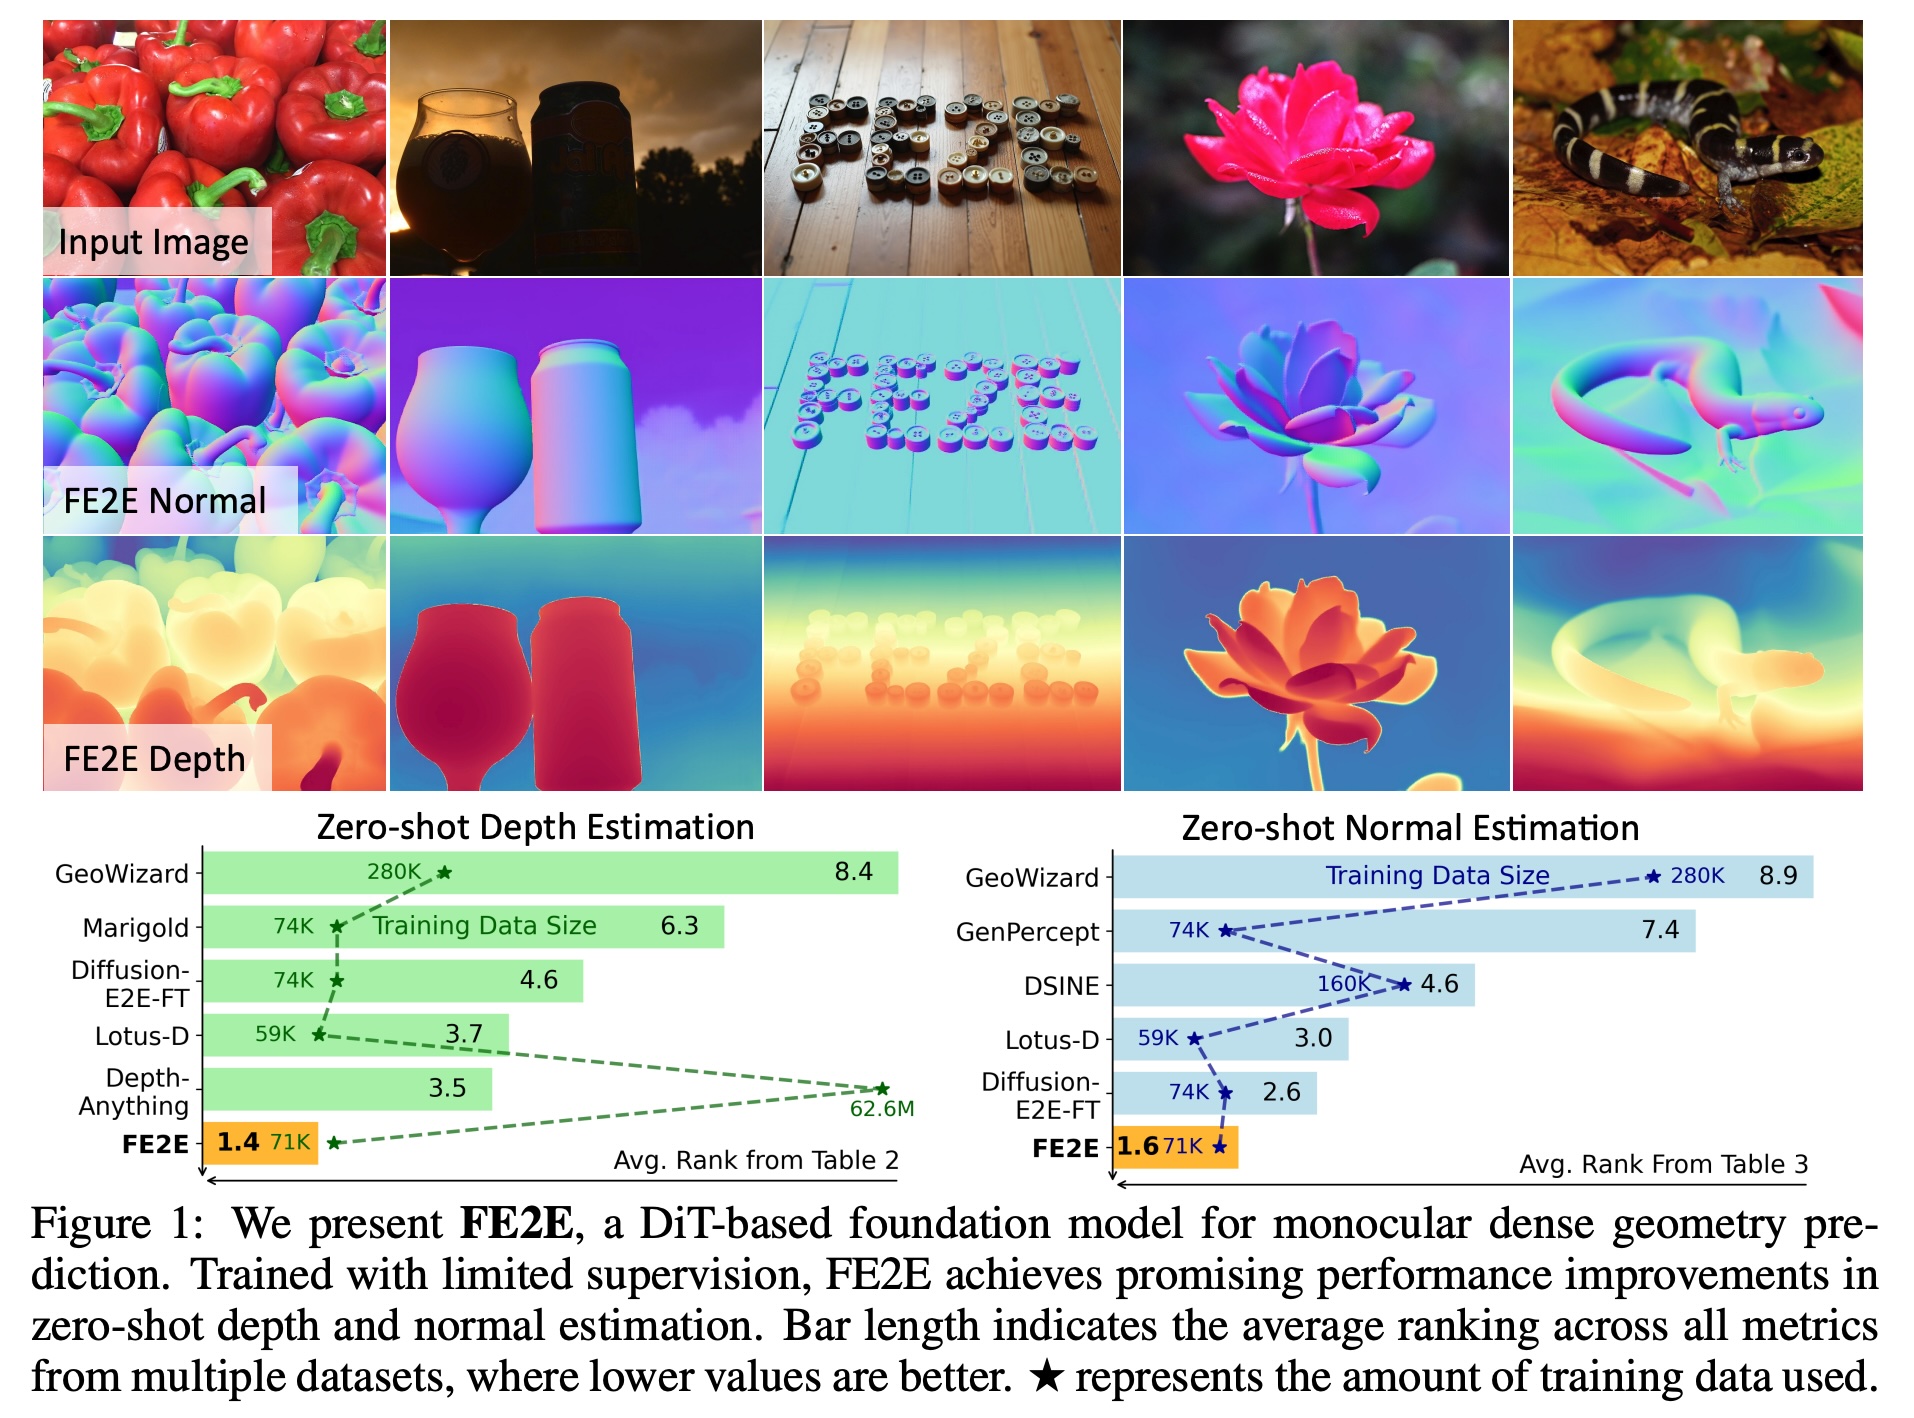 Input Image
FE2E
FE2E Normal
FE2E Depth
Zero-shot Depth Estimation
GeoWizard 280K 8.4
Marigold 74K Training Data Size 6.3
Diffusion-
E2E-FT 74K 4.6
Lotus-D 59K 3.7
Depth-
Anything 3.5
62.6M
FE2E 1.4 71K
Avg. Rank from Table 2
Zero-shot Normal Estimation
GeoWizard Training Data Size 280K 8.9
GenPercept 74K 7.4
DSINE 160K 4.6
Lotus-D 59K 3.0
Diffusion-
E2E-FT 74K 2.6
FE2E 1.6 71K
Avg. Rank From Table 3
Figure 1: We present FE2E, a DiT-based foundation model for monocular dense geometry pre-
diction. Trained with limited supervision, FE2E achieves promising performance improvements in
zero-shot depth and normal estimation. Bar length indicates the average ranking across all metrics
from multiple datasets, where lower values are better. ★ represents the amount of training data used.